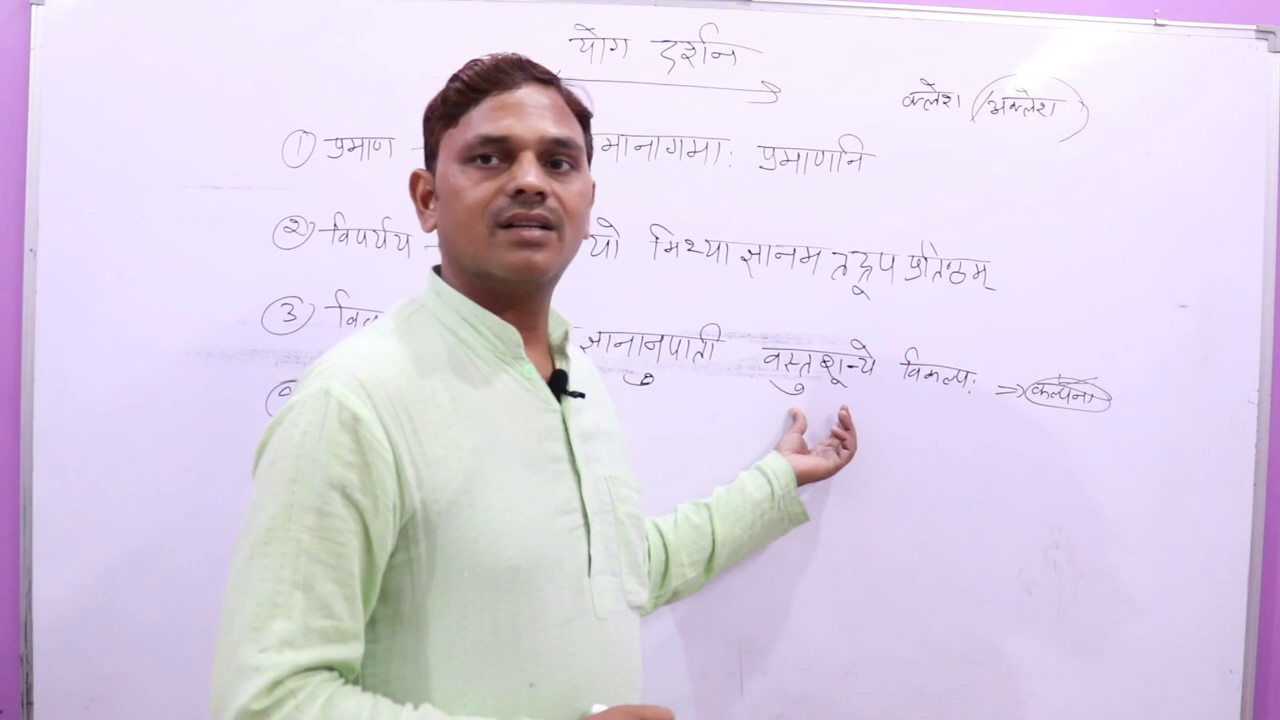 योग दर्शन
क्लेश (अक्लेश)
① प्रमाण - मानागमाः प्रमाणनि
② विपर्यय - यो मिथ्याज्ञानम तद्रूप प्रतिष्ठम्
③ ज्ञानानुपाती वस्तुशून्ये विकल्पः ⇒ कल्पना